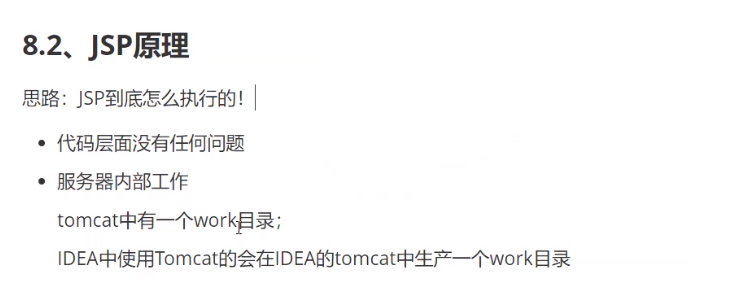 8.2、JSP原理
思路：JSP到底怎么执行的！
代码层面没有任何问题
服务器内部工作
tomcat中有一个work目录；
IDEA中使用Tomcat的会在IDEA的tomcat中生产一个work目录